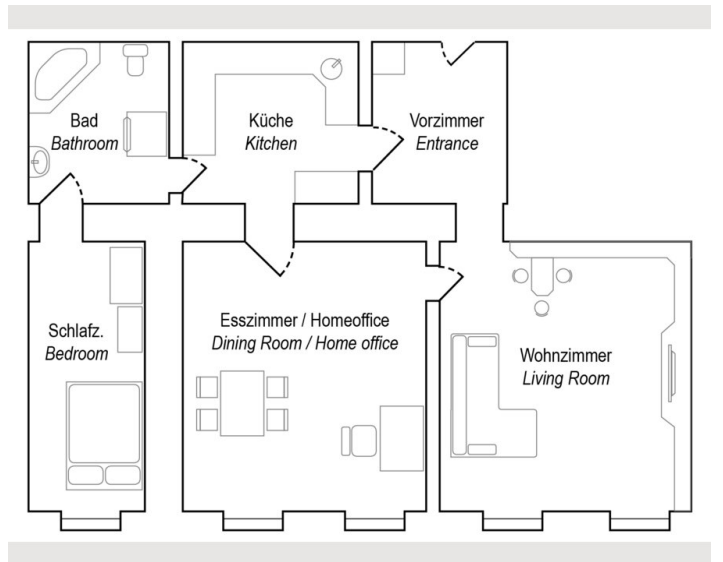 Bad
Bathroom
Küche
Kitchen
Vorzimmer
Entrance
Schlafz.
Bedroom
Esszimmer / Homeoffice
Dining Room / Home office
Wohnzimmer
Living Room